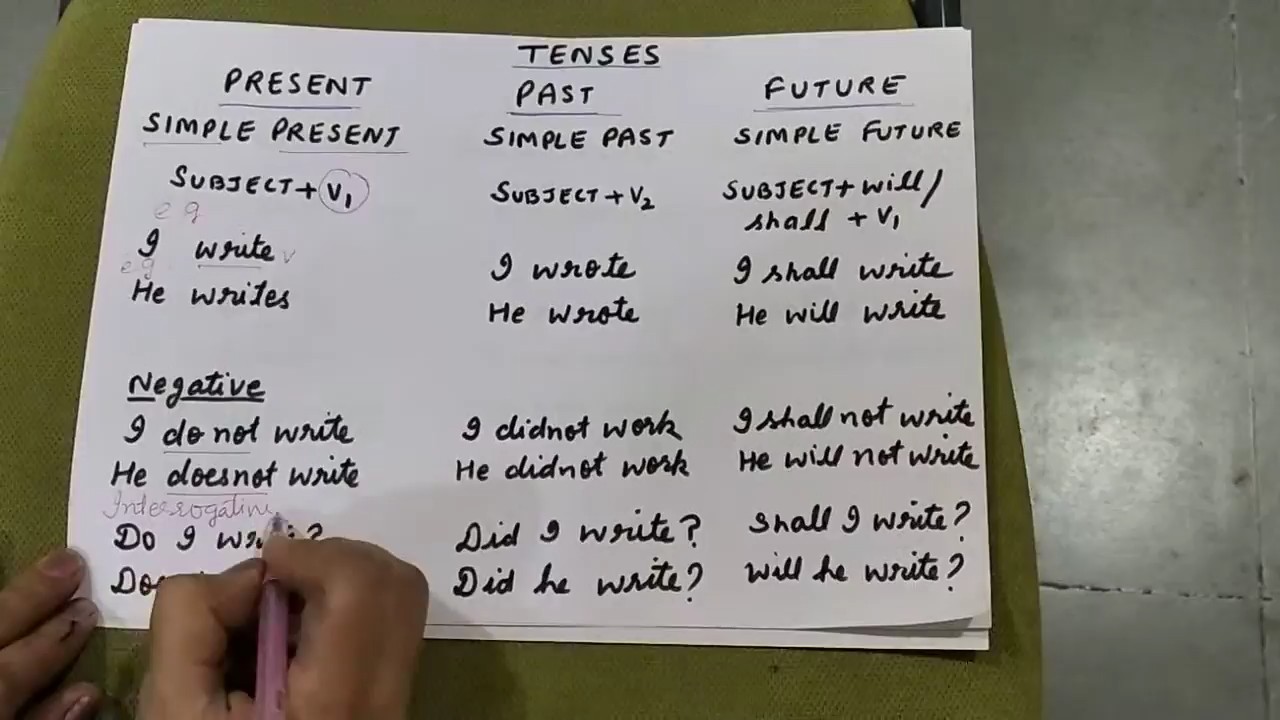 TENSES
PRESENT PAST FUTURE
SIMPLE PRESENT SIMPLE PAST SIMPLE FUTURE
SUBJECT + V1 SUBJECT + V2 SUBJECT + will/
shall + V1
e g
I write v I wrote I shall write
e g
He writes He wrote He will write
Negative
I do not write I didnot work I shall not write
He doesnot write He didnot work He will not write
Do I Did I write? Shall I write?
Did he write? will he write?